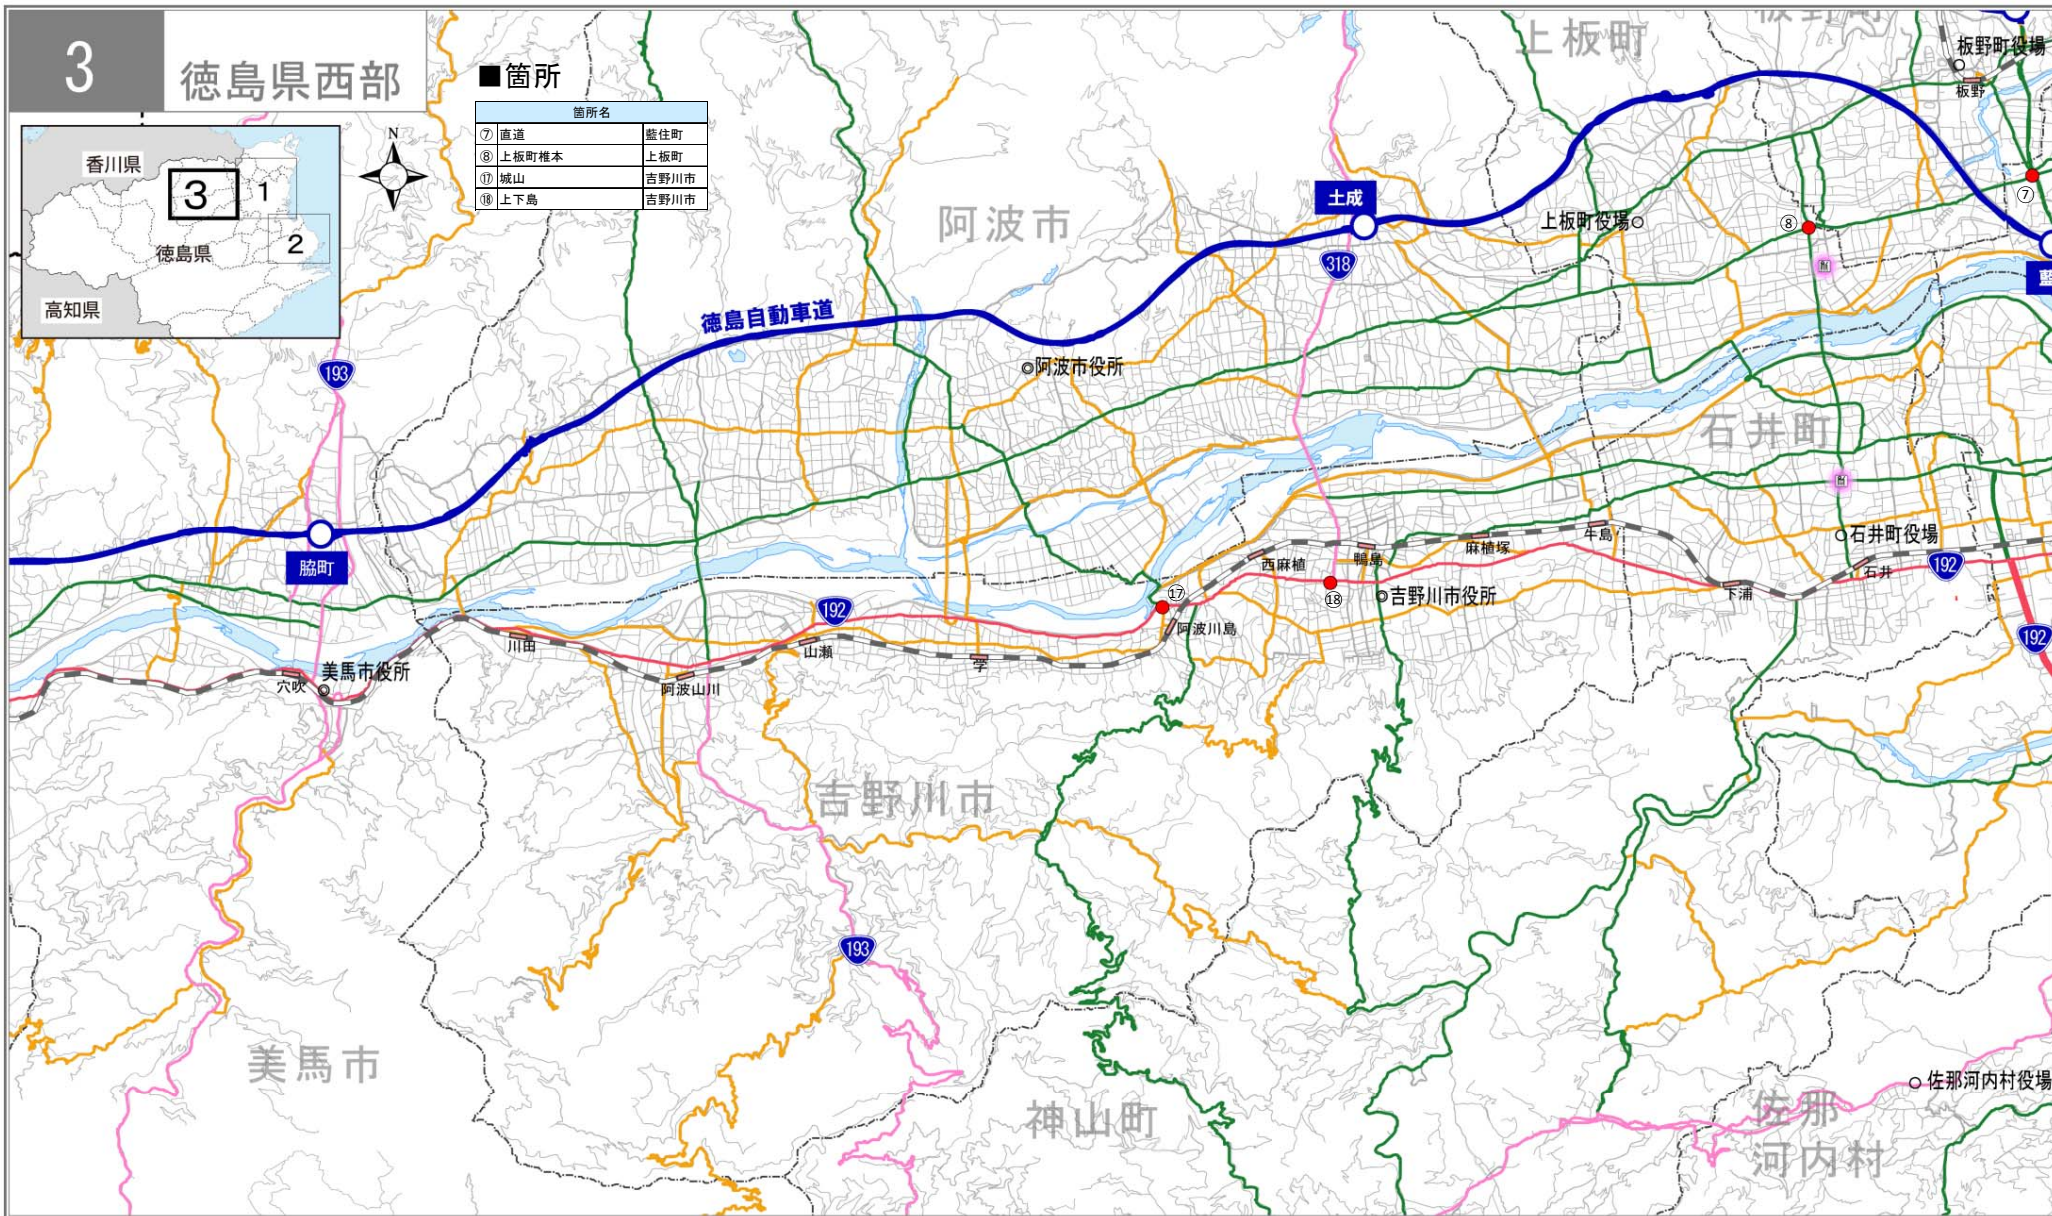 3
徳島県西部
■箇所
箇所名
⑦ 直道 藍住町
⑧ 上板町椎本 上板町
⑰ 城山 吉野川市
⑱ 上下島 吉野川市
香川県
3
1
2
徳島県
高知県
N
上板町
板野町
板野町役場
板野
⑦
土成
阿波市
上板町役場
⑧
318
藍
徳島自動車道
阿波市役所
193
石井町
脇町
西麻植
鴨島
麻植塚
牛島
石井町役場
石井
192
⑰
⑱
吉野川市役所
下浦
192
阿波川島
192
川田
山瀬
学
阿波山川
穴吹
美馬市役所
吉野川市
193
美馬市
神山町
佐那
河内村
佐那河内村役場